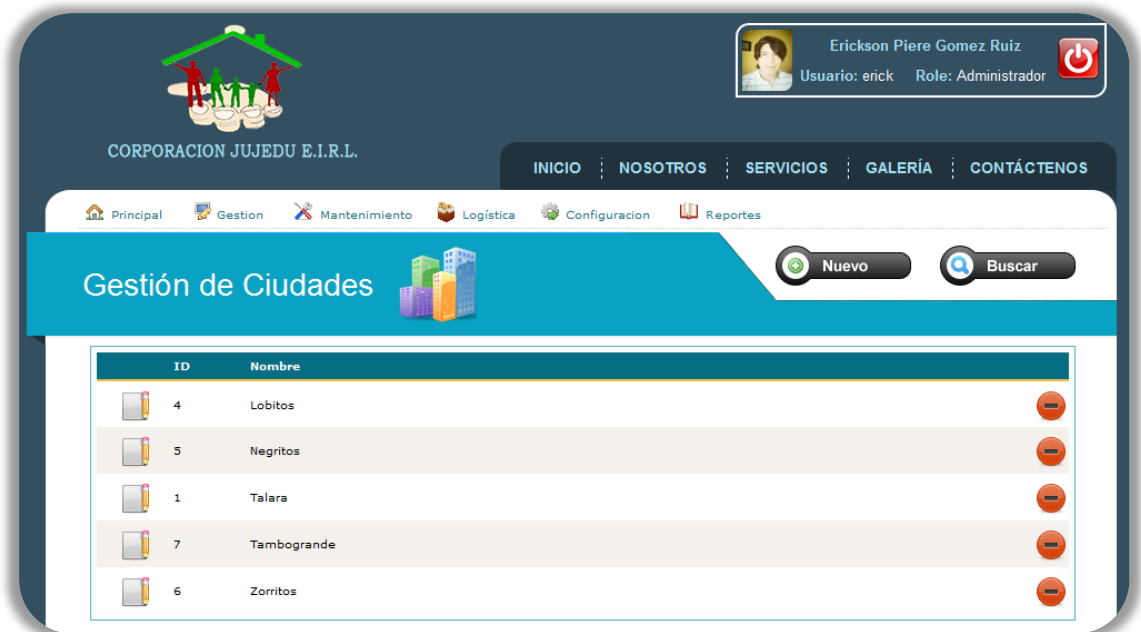 Erickson Piere Gomez Ruiz
Usuario: erick Role: Administrador
CORPORACION JUJEDU E.I.R.L.
INICIO NOSOTROS SERVICIOS GALERÍA CONTÁCTENOS
Principal Gestion Mantenimiento Logística Configuracion Reportes
Gestión de Ciudades
Nuevo Buscar
ID Nombre
4 Lobitos
5 Negritos
1 Talara
7 Tambogrande
6 Zorritos